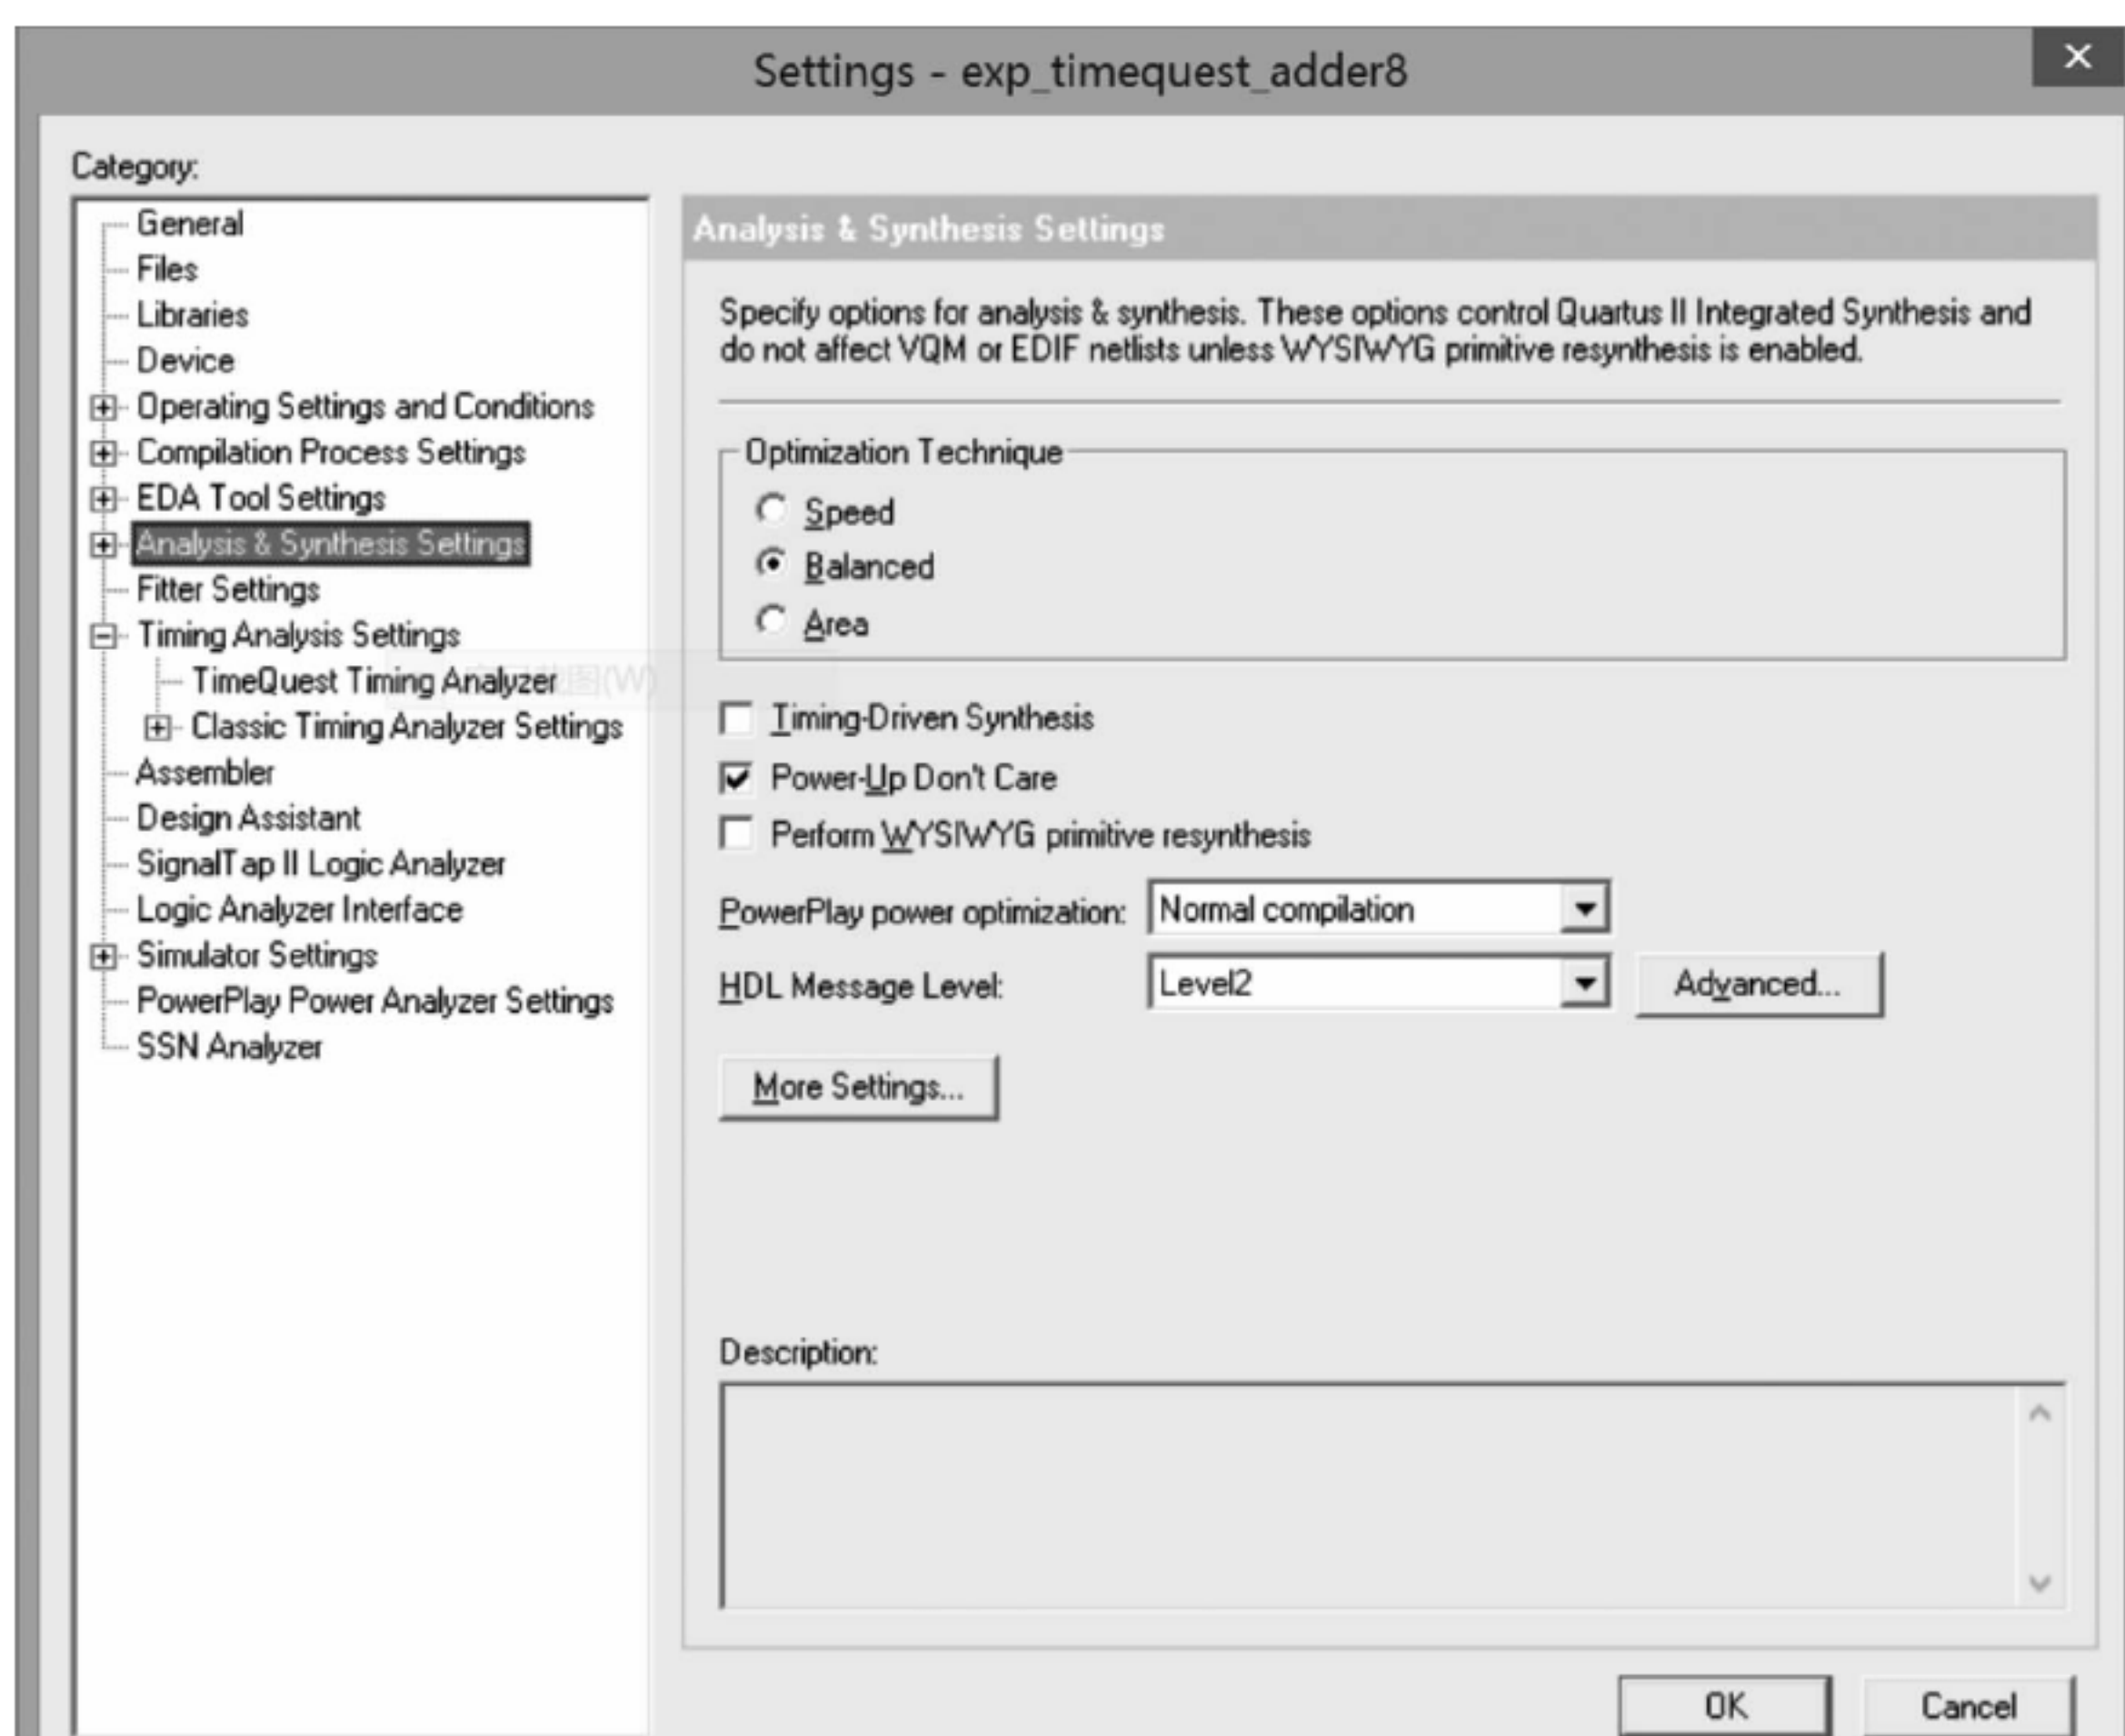 Settings - exp_timequest_adder8
Category:
General
Files
Libraries
Device
Operating Settings and Conditions
Compilation Process Settings
EDA Tool Settings
Analysis & Synthesis Settings
Fitter Settings
Timing Analysis Settings
TimeQuest Timing Analyzer
Classic Timing Analyzer Settings
Assembler
Design Assistant
SignalTap II Logic Analyzer
Logic Analyzer Interface
Simulator Settings
PowerPlay Power Analyzer Settings
SSN Analyzer
Analysis & Synthesis Settings
Specify options for analysis & synthesis. These options control Quartus II Integrated Synthesis and
do not affect VQM or EDIF netlists unless WYSIWYG primitive resynthesis is enabled.
Optimization Technique
Speed
Balanced
Area
Timing-Driven Synthesis
Power-Up Don't Care
Perform WYSIWYG primitive resynthesis
PowerPlay power optimization: Normal compilation
HDL Message Level: Level2 Advanced...
More Settings...
Description:
OK Cancel